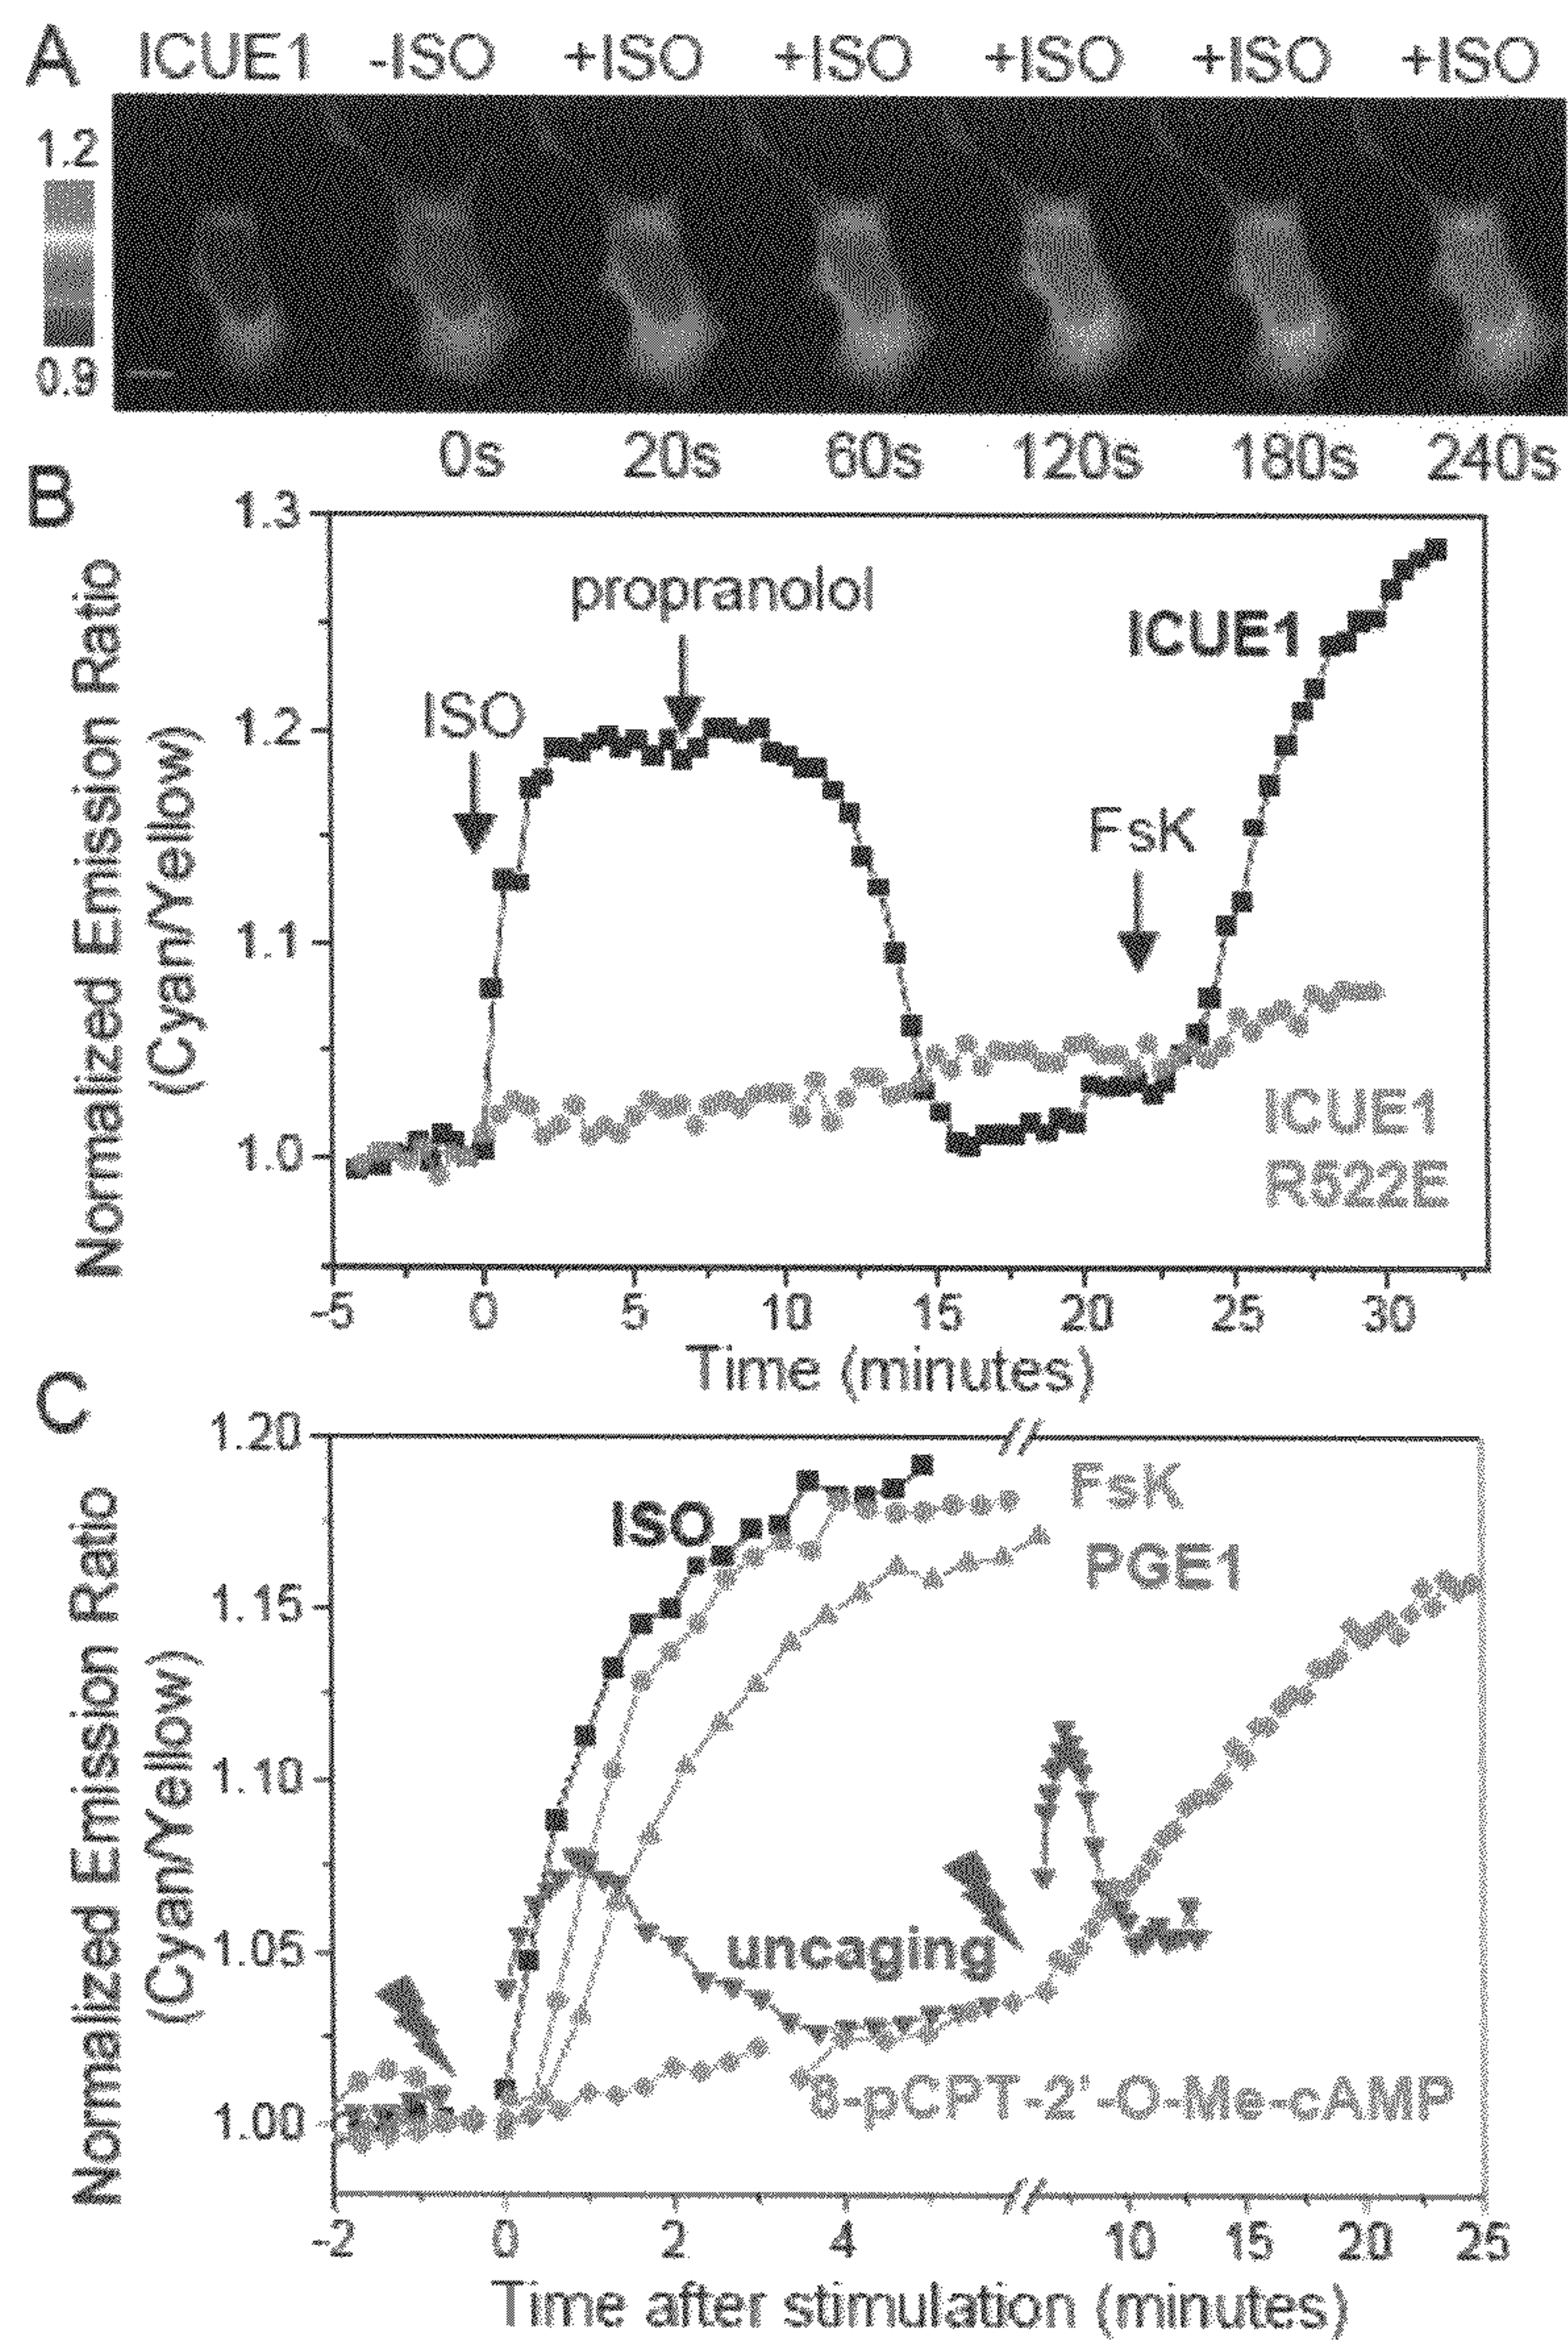 A ICUE1 -ISO +ISO +ISO +ISO +ISO +ISO
1.2
0.9
0s 20s 60s 120s 180s 240s
B
Normalized Emission Ratio
(Cyan/Yellow)
1.3
1.2
1.1
1.0
propranolol
ISO
ICUE1
FsK
ICUE1
R522E
-5 0 5 10 15 20 25 30
Time (minutes)
C
Normalized Emission Ratio
(Cyan/Yellow)
1.20
1.15
1.10
1.05
1.00
ISO
FsK
PGE1
uncaging
8-pCPT-2'-O-Me-cAMP
-2 0 2 4 10 15 20 25
Time after stimulation (minutes)